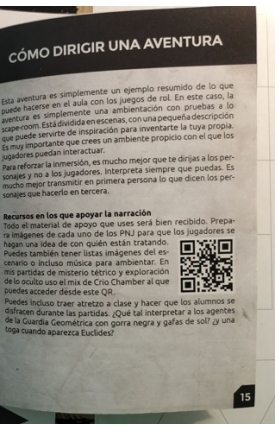 CÓMO DIRIGIR UNA AVENTURA
Esta aventura es simplemente un ejemplo resumido de lo que
puede hacerse en el aula con los juegos de rol. En este caso, la
aventura es simplemente una ambientación con pruebas a lo
scape-room. Está dividida en escenas, con una pequeña descripción
que puede servirte de inspiración para inventarte la tuya propia.
Es muy importante que crees un ambiente propicio con el que los
jugadores puedan interactuar.
Para reforzar la inmersión, es mucho mejor que te dirijas a los per-
sonajes y no a los jugadores. Interpreta siempre que puedas. Es
mucho mejor transmitir en primera persona lo que dicen los per-
sonajes que hacerlo en tercera.
Recursos en los que apoyar la narración
Todo el material de apoyo que uses será bien recibido. Prepa-
ra imágenes de cada uno de los PNJ para que los jugadores se
hagan una idea de con quién están tratando.
Puedes también tener listas imágenes del es-
cenario o incluso música para ambientar. En
mis partidas de misterio tétrico y exploración
de lo oculto uso el mix de Crio Chamber al que
puedes acceder desde este QR.
Puedes incluso traer atretzo a clase y hacer que los alumnos se
disfracen durante las partidas. ¿Qué tal interpretar a los agentes
de la Guardia Geométrica con gorra negra y gafas de sol? ¿y una
toga cuando aparezca Euclides?
15